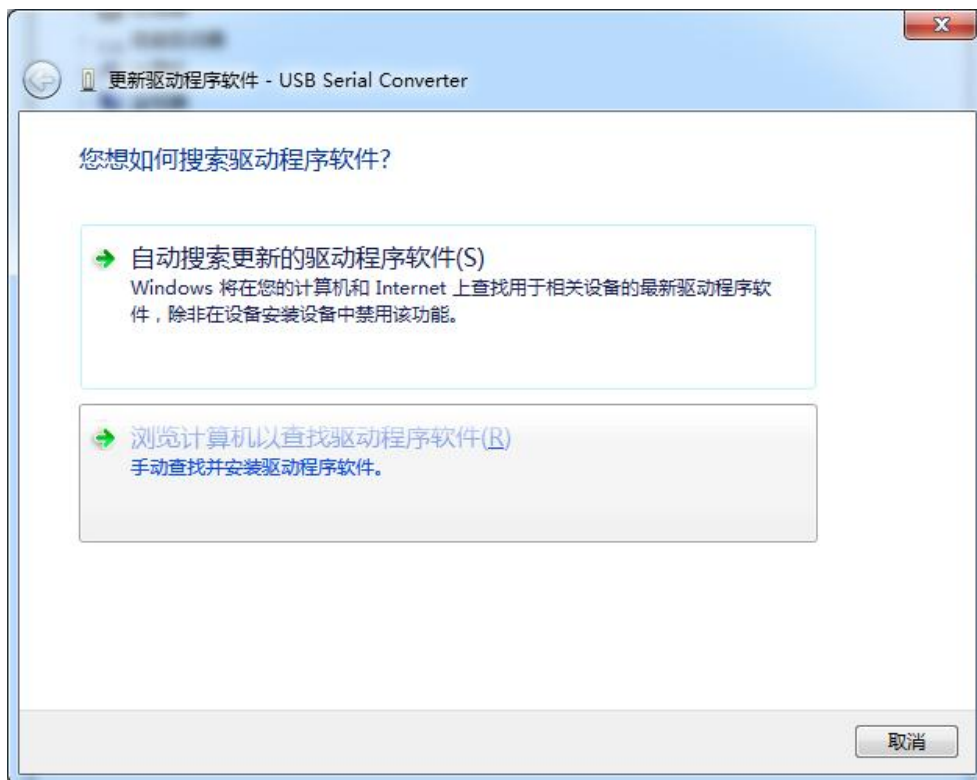 更新驱动程序软件 - USB Serial Converter
您想如何搜索驱动程序软件?
自动搜索更新的驱动程序软件(S)
Windows 将在您的计算机和 Internet 上查找用于相关设备的最新驱动程序软
件，除非在设备安装设备中禁用该功能。
浏览计算机以查找驱动程序软件(R)
手动查找并安装驱动程序软件。
取消